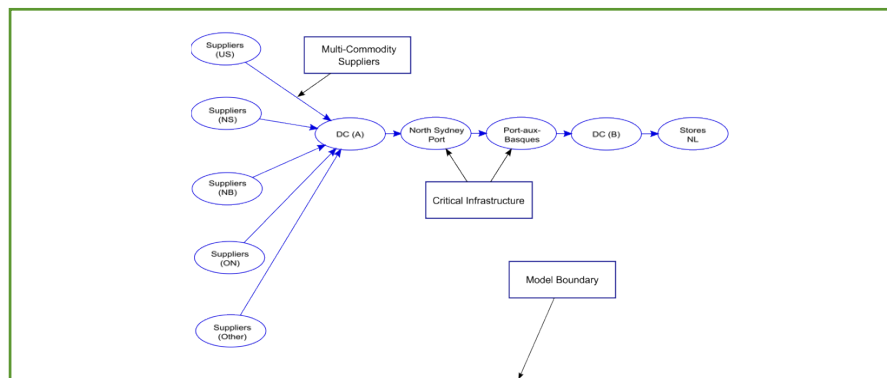 Suppliers
(US)
Multi-Commodity
Suppliers
Suppliers
(NS)
DC (A)
North Sydney
Port
Port-aux-
Basques
DC (B)
Stores
NL
Suppliers
(NB)
Critical Infrastructure
Suppliers
(ON)
Model Boundary
Suppliers
(Other)